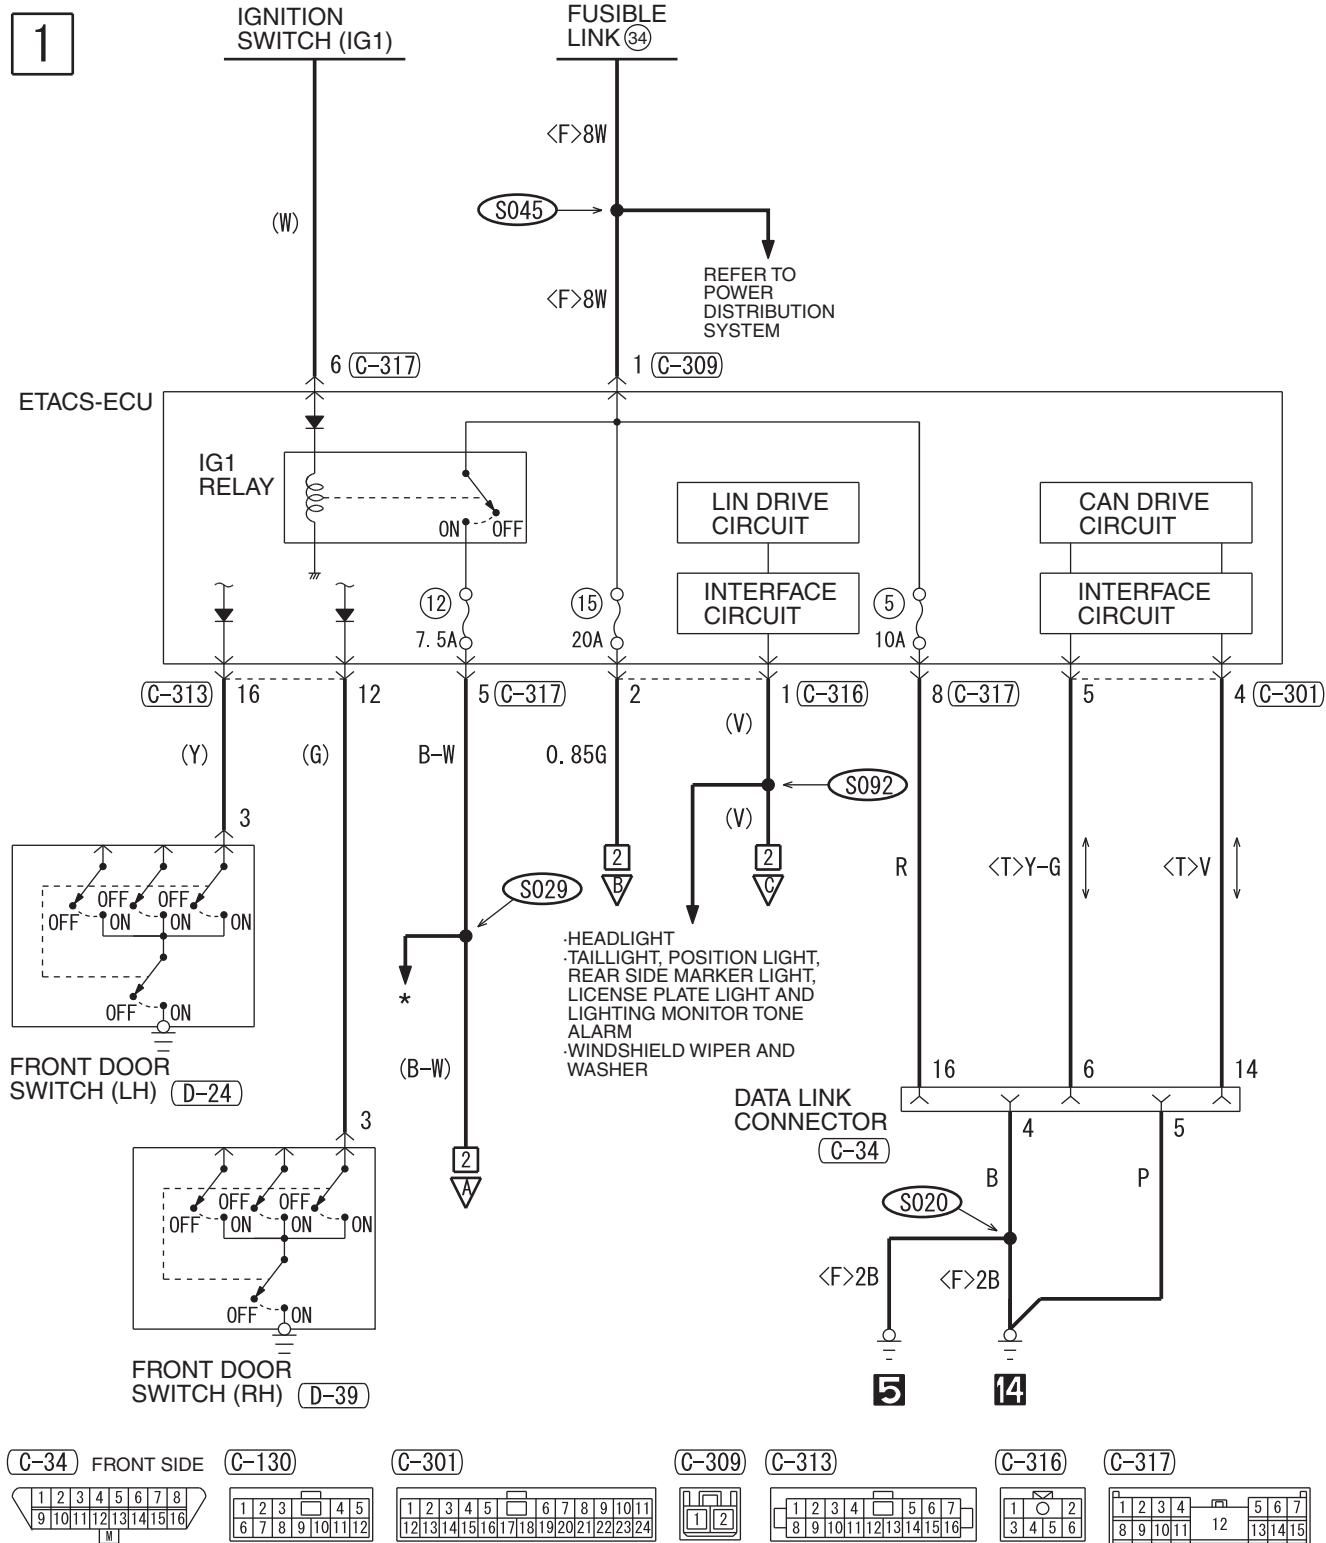 1
IGNITION
SWITCH (IG1)
FUSIBLE
LINK 34
<F>8W
(W)
S045
<F>8W
REFER TO
POWER
DISTRIBUTION
SYSTEM
6 C-317
1 C-309
ETACS-ECU
IG1
RELAY
ON
OFF
LIN DRIVE
CIRCUIT
CAN DRIVE
CIRCUIT
INTERFACE
CIRCUIT
INTERFACE
CIRCUIT
12
7.5A
15
20A
5
10A
C-313 16
12
5 C-317
2
1 C-316
8 C-317
5
4 C-301
(Y)
(G)
B-W
0.85G
(V)
S092
(V)
3
2
B
2
C
R
<T>Y-G
<T>V
OFF OFF OFF
ON ON ON
OFF ON
FRONT DOOR
SWITCH (LH) D-24
S029
*
(B-W)
·HEADLIGHT
·TAILLIGHT, POSITION LIGHT,
REAR SIDE MARKER LIGHT,
LICENSE PLATE LIGHT AND
LIGHTING MONITOR TONE
ALARM
·WINDSHIELD WIPER AND
WASHER
16 6 14
DATA LINK
CONNECTOR
C-34
4 5
3
2
A
B
P
S020
OFF OFF OFF
ON ON ON
OFF ON
<F>2B
<F>2B
FRONT DOOR
SWITCH (RH) D-39
5
14
C-34 FRONT SIDE
1 2 3 4 5 6 7 8
9 10 11 12 13 14 15 16
M
C-130
1 2 3 4 5
6 7 8 9 10 11 12
C-301
1 2 3 4 5 6 7 8 9 10 11
12 13 14 15 16 17 18 19 20 21 22 23 24
C-309
1 2
C-313
1 2 3 4 5 6 7
8 9 10 11 12 13 14 15 16
C-316
1 2
3 4 5 6
C-317
1 2 3 4 5 6 7
8 9 10 11 12 13 14 15